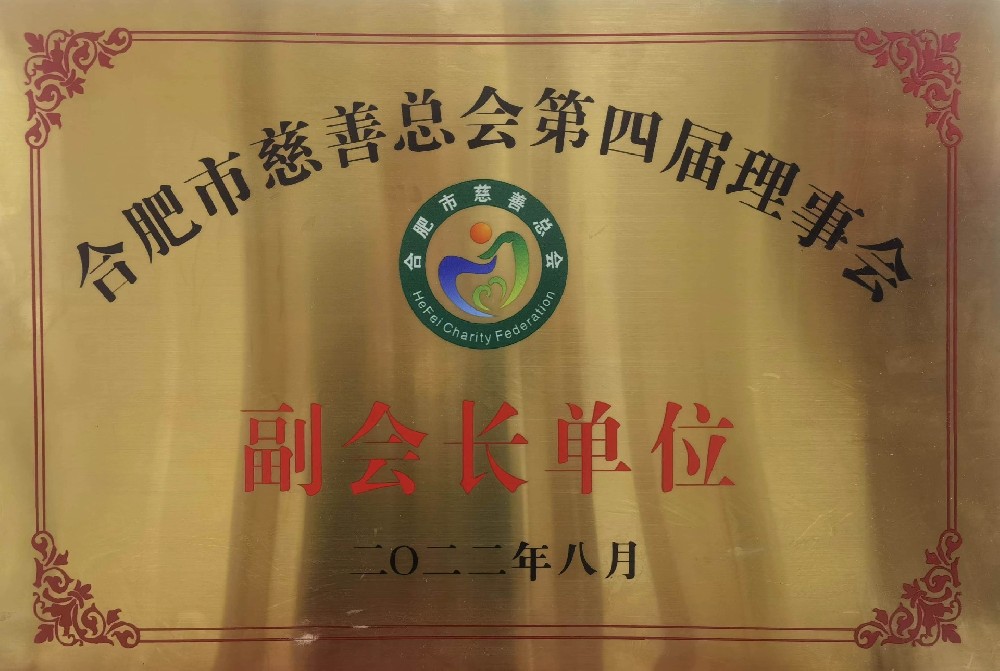 合肥市慈善总会第四届理事会
合肥市慈善总会
HeFei Charity Federation
副会长单位
二〇二二年八月